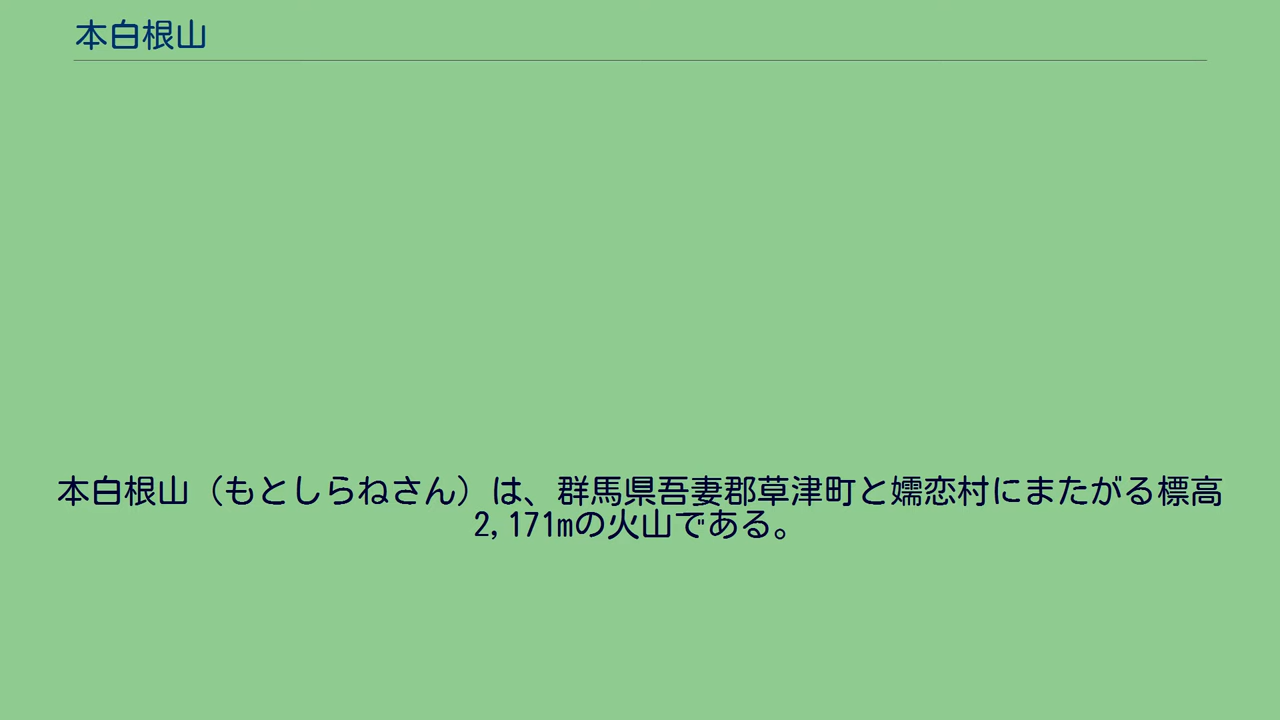 本白根山
本白根山（もとしらねさん）は、群馬県吾妻郡草津町と嬬恋村にまたがる標高
2,171mの火山である。